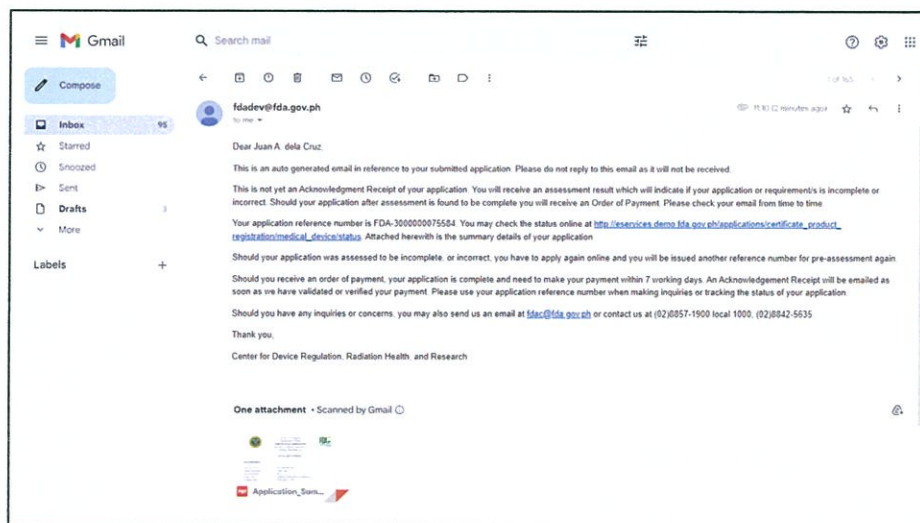 Gmail
Search mail
Compose
1 of 165
Inbox 95
Starred
Snoozed
Sent
Drafts 3
More
Labels +
fdadev@fda.gov.ph
to me
11:10 (2 minutes ago)
Dear Juan A. dela Cruz,
This is an auto generated email in reference to your submitted application. Please do not reply to this email as it will not be received.
This is not yet an Acknowledgment Receipt of your application. You will receive an assessment result which will indicate if your application or requirement/s is incomplete or
incorrect. Should your application after assessment is found to be complete you will receive an Order of Payment. Please check your email from time to time
Your application reference number is FDA-3000000075584. You may check the status online at http://eservices.demo.fda.gov.ph/applications/certificate_product_
registration/medical_device/status. Attached herewith is the summary details of your application
Should your application was assessed to be incomplete, or incorrect, you have to apply again online and you will be issued another reference number for pre-assessment again.
Should you receive an order of payment, your application is complete and need to make your payment within 7 working days. An Acknowledgement Receipt will be emailed as
soon as we have validated or verified your payment. Please use your application reference number when making inquiries or tracking the status of your application.
Should you have any inquiries or concerns, you may also send us an email at fdac@fda.gov.ph or contact us at (02)8857-1900 local 1000, (02)8842-5635
Thank you,
Center for Device Regulation, Radiation Health, and Research
One attachment • Scanned by Gmail
Application_Sum...